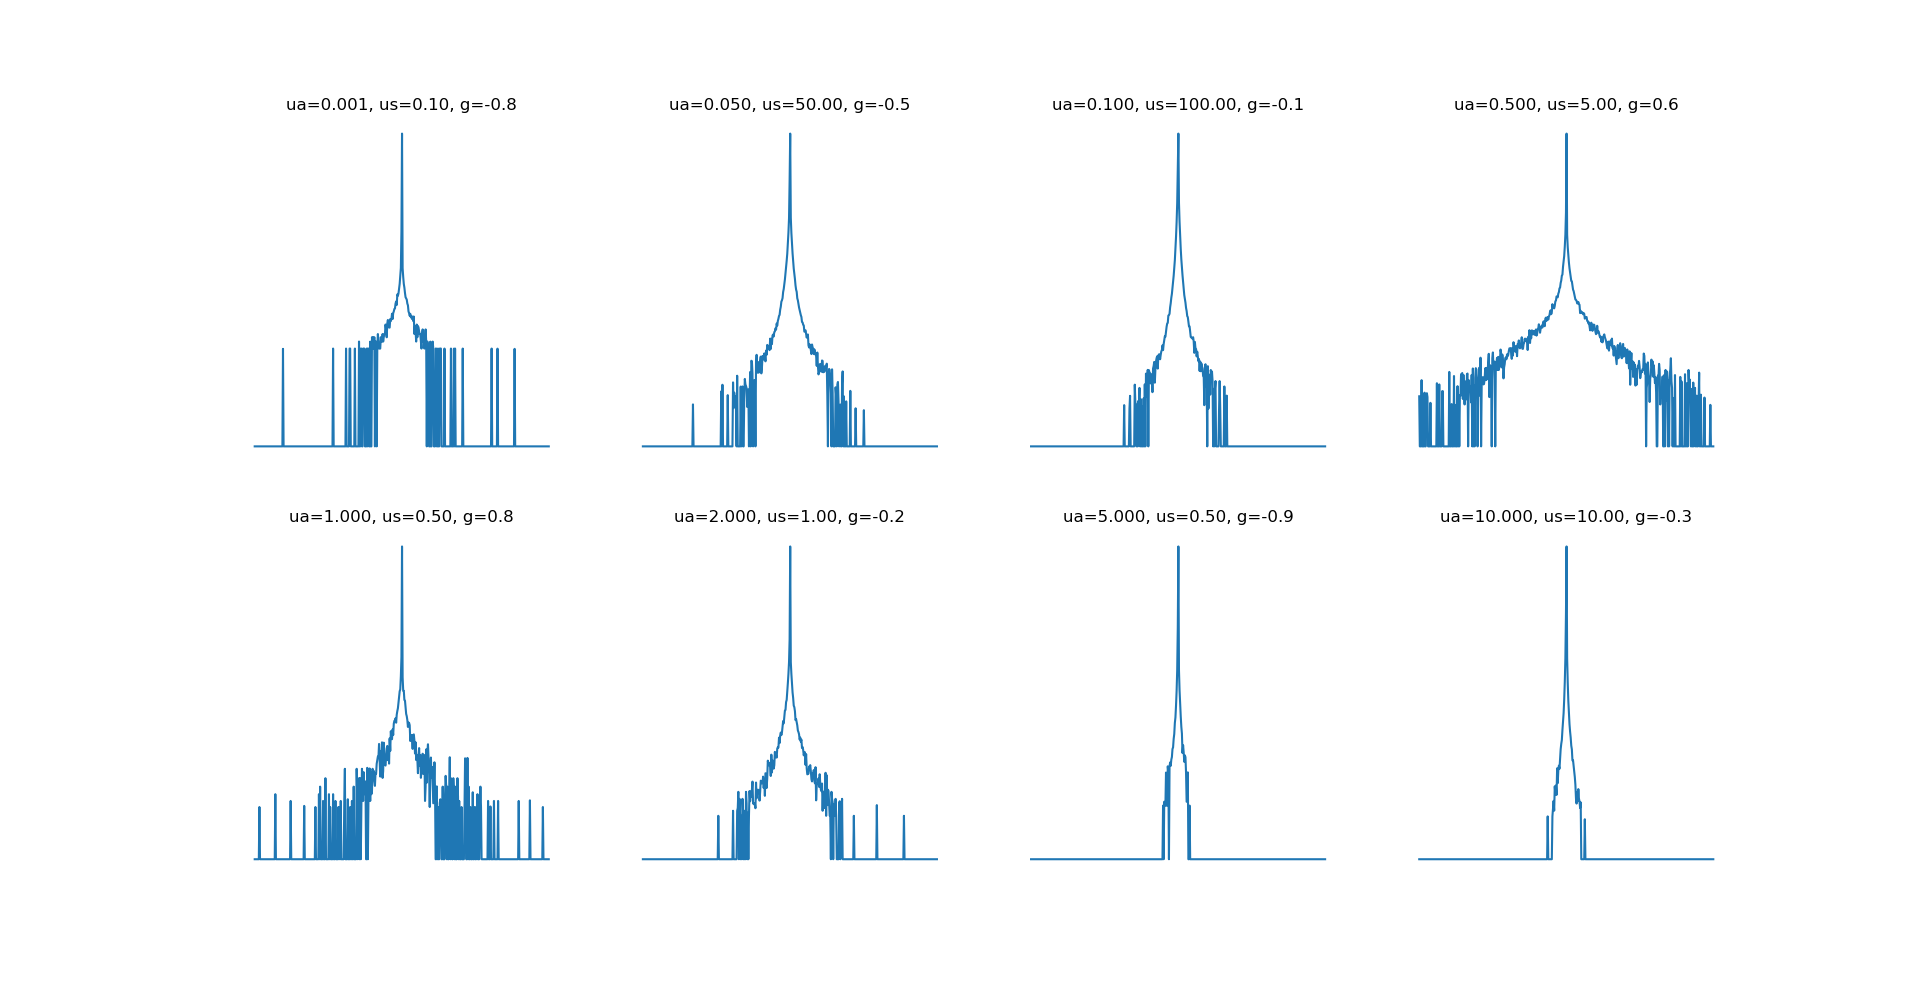 ua=0.001, us=0.10, g=-0.8
ua=0.050, us=50.00, g=-0.5
ua=0.100, us=100.00, g=-0.1
ua=0.500, us=5.00, g=0.6
ua=1.000, us=0.50, g=0.8
ua=2.000, us=1.00, g=-0.2
ua=5.000, us=0.50, g=-0.9
ua=10.000, us=10.00, g=-0.3